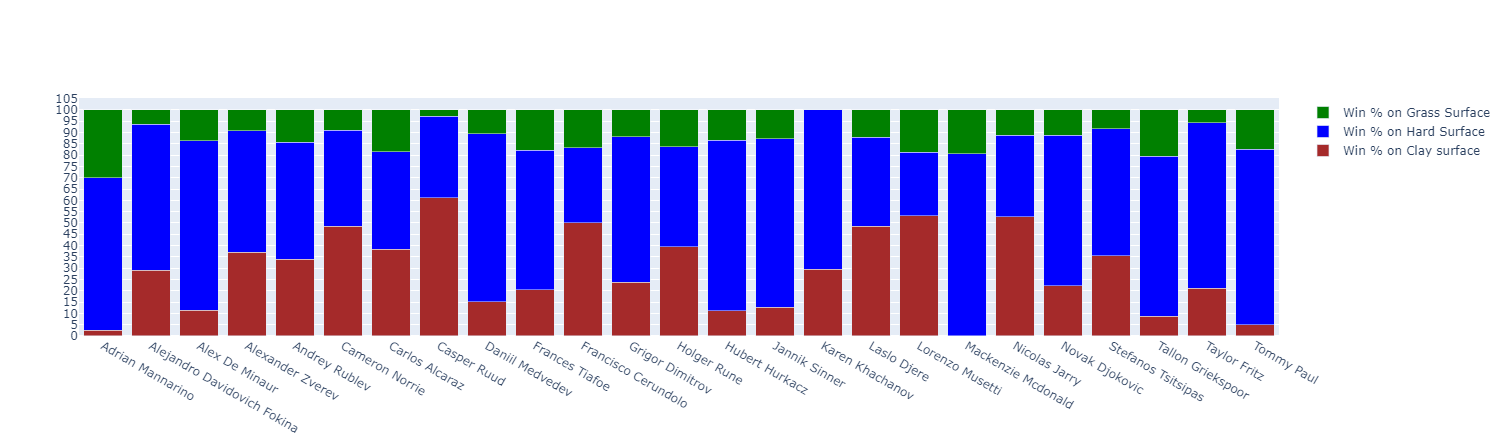 105
100
95
90
85
80
75
70
65
60
55
50
45
40
35
30
25
20
15
10
5
0
Adrian Mannarino
Alejandro Davidovich Fokina
Alex De Minaur
Alexander Zverev
Andrey Rublev
Cameron Norrie
Carlos Alcaraz
Casper Ruud
Daniil Medvedev
Frances Tiafoe
Francisco Cerundolo
Grigor Dimitrov
Holger Rune
Hubert Hurkacz
Jannik Sinner
Karen Khachanov
Laslo Djere
Lorenzo Musetti
Mackenzie Mcdonald
Nicolas Jarry
Novak Djokovic
Stefanos Tsitsipas
Tallon Griekspoor
Taylor Fritz
Tommy Paul
Win % on Grass Surface
Win % on Hard Surface
Win % on Clay surface